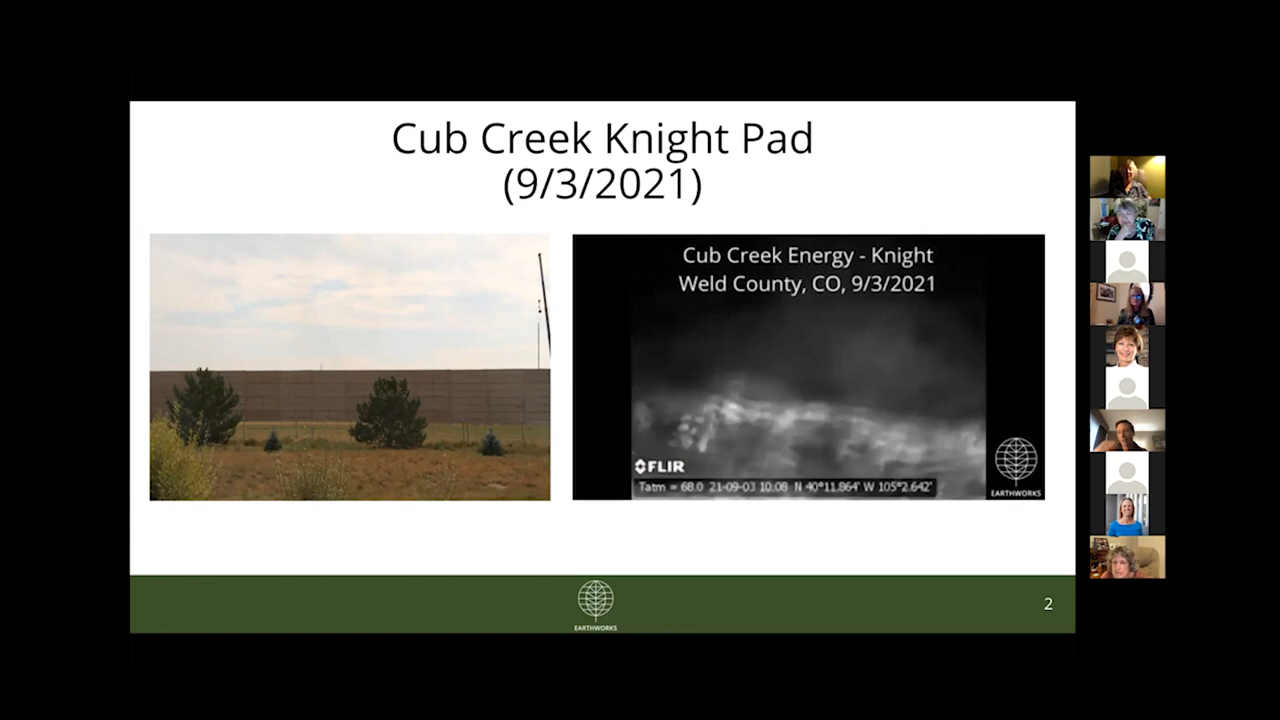 Cub Creek Knight Pad
(9/3/2021)
Cub Creek Energy - Knight
Weld County, CO, 9/3/2021
FLIR
Tatm = 68.0 21-09-03 10:08 N 40°11.864' W 105°2.642'
EARTHWORKS
EARTHWORKS
2